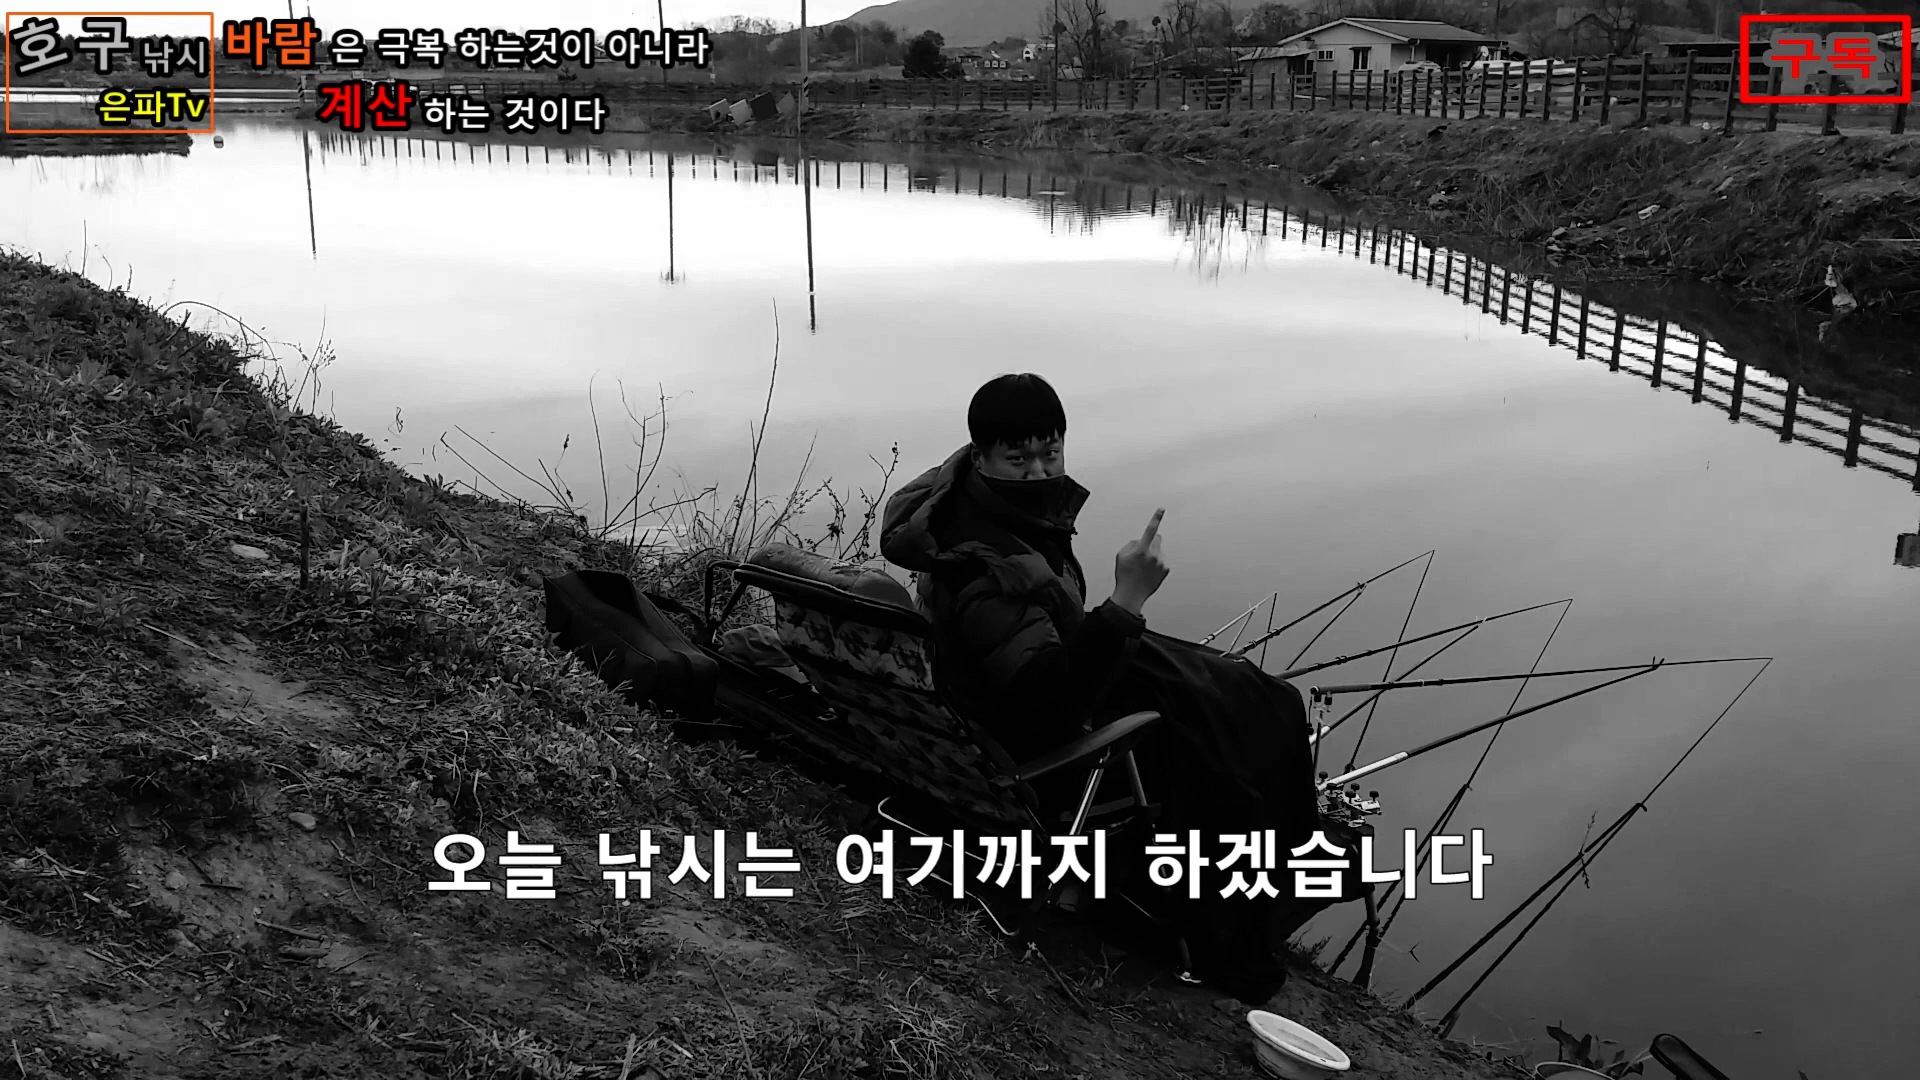 호구 낚시
은파Tv
바람 은 극복 하는것이 아니라
계산 하는 것이다
구독
오늘 낚시는 여기까지 하겠습니다